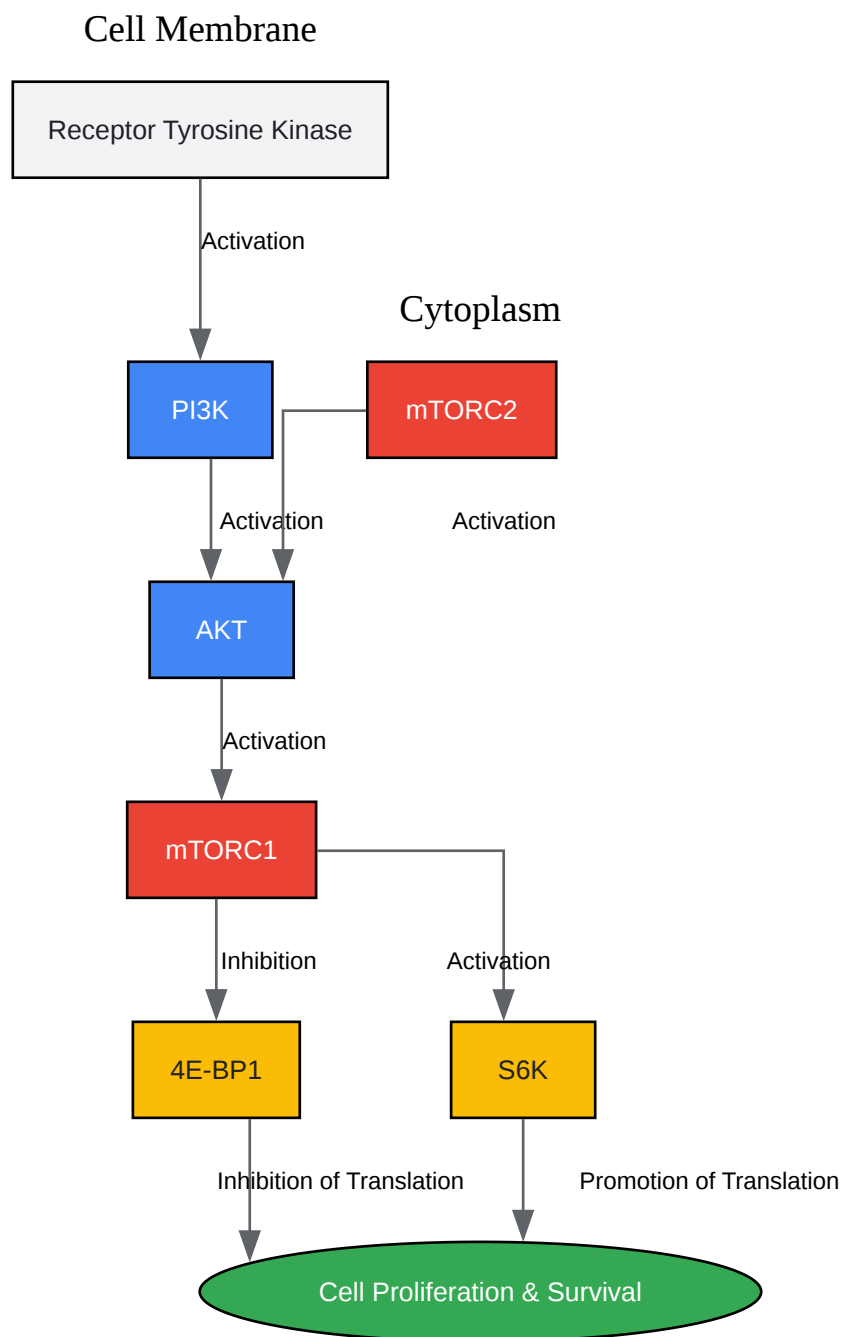 Cell Membrane
Receptor Tyrosine Kinase
Activation
Cytoplasm
PI3K
mTORC2
Activation
Activation
AKT
Activation
mTORC1
Inhibition
Activation
4E-BP1
S6K
Inhibition of Translation
Promotion of Translation
Cell Proliferation & Survival